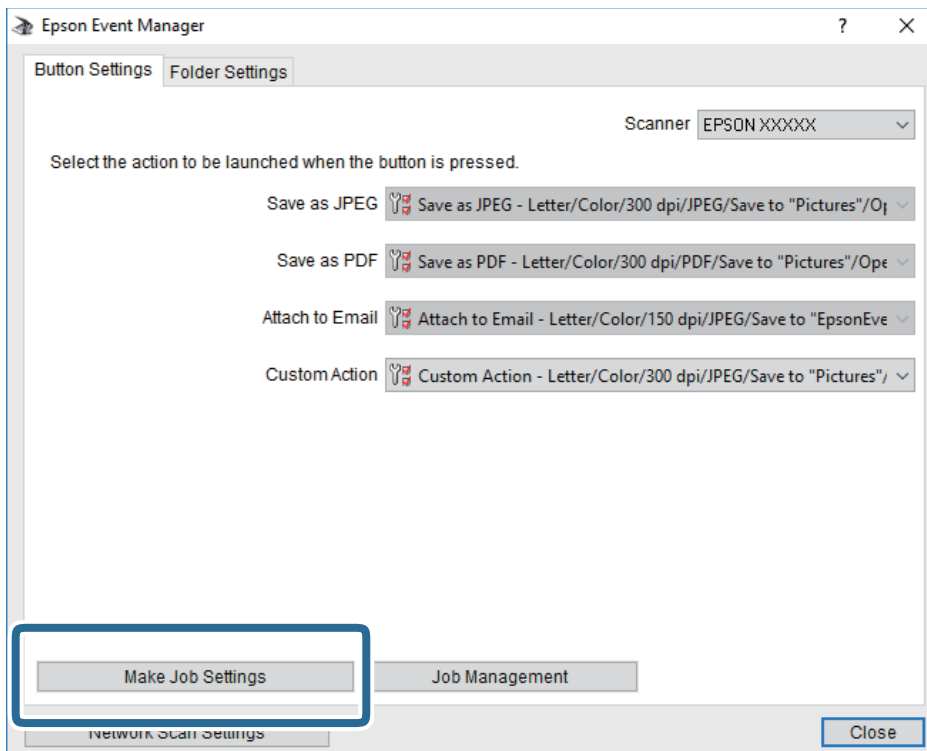 Epson Event Manager ?
Button Settings Folder Settings
Scanner EPSON XXXXX
Select the action to be launched when the button is pressed.
Save as JPEG Save as JPEG - Letter/Color/300 dpi/JPEG/Save to "Pictures"/
Save as PDF Save as PDF - Letter/Color/300 dpi/PDF/Save to "Pictures"/Ope
Attach to Email Attach to Email - Letter/Color/150 dpi/JPEG/Save to "EpsonEve
Custom Action Custom Action - Letter/Color/300 dpi/JPEG/Save to "Pictures"/
Make Job Settings Job Management
Network Scan Settings Close